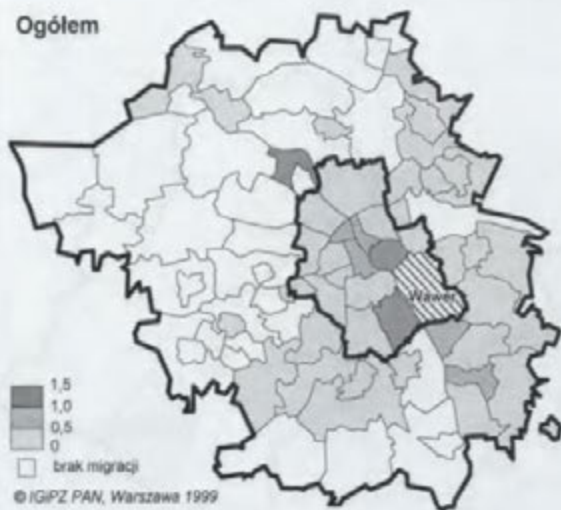 Ogółem
Wawer
1,5
1,0
0,5
0
brak migracji
© IGiPZ PAN, Warszawa 1999